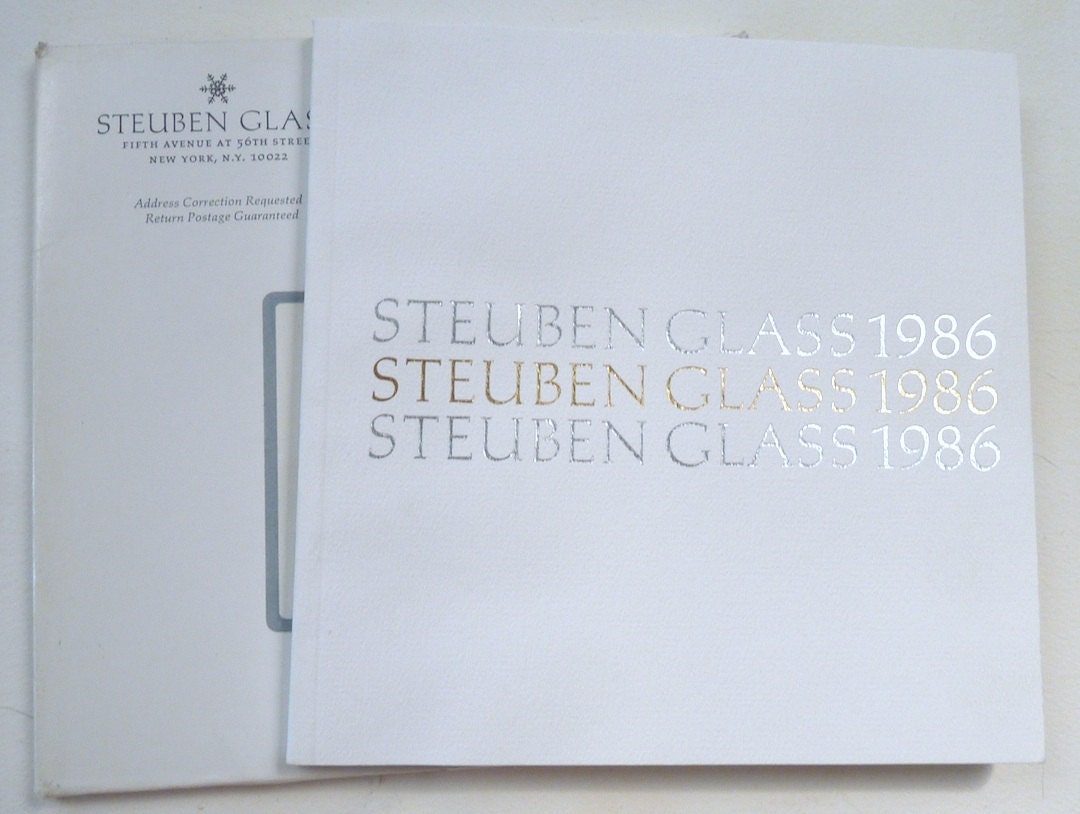 STEUBEN GLAS
FIFTH AVENUE AT 56TH STREE
NEW YORK, N.Y. 10022
Address Correction Requested
Return Postage Guaranteed
STEUBEN GLASS 1986
STEUBEN GLASS 1986
STEUBEN GLASS 1986